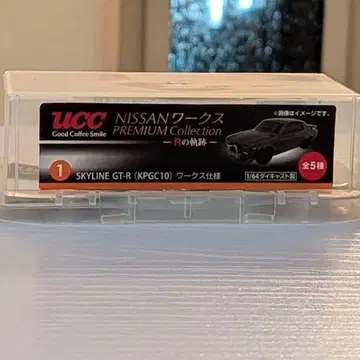 ucc
Good Coffee Smile
NISSANワークス
PREMIUM Collection
ーRの軌跡ー
※画像はイメージです。
全5種
1 SKYLINE GT-R（KPGC10）ワークス仕様
1/64ダイキャスト製